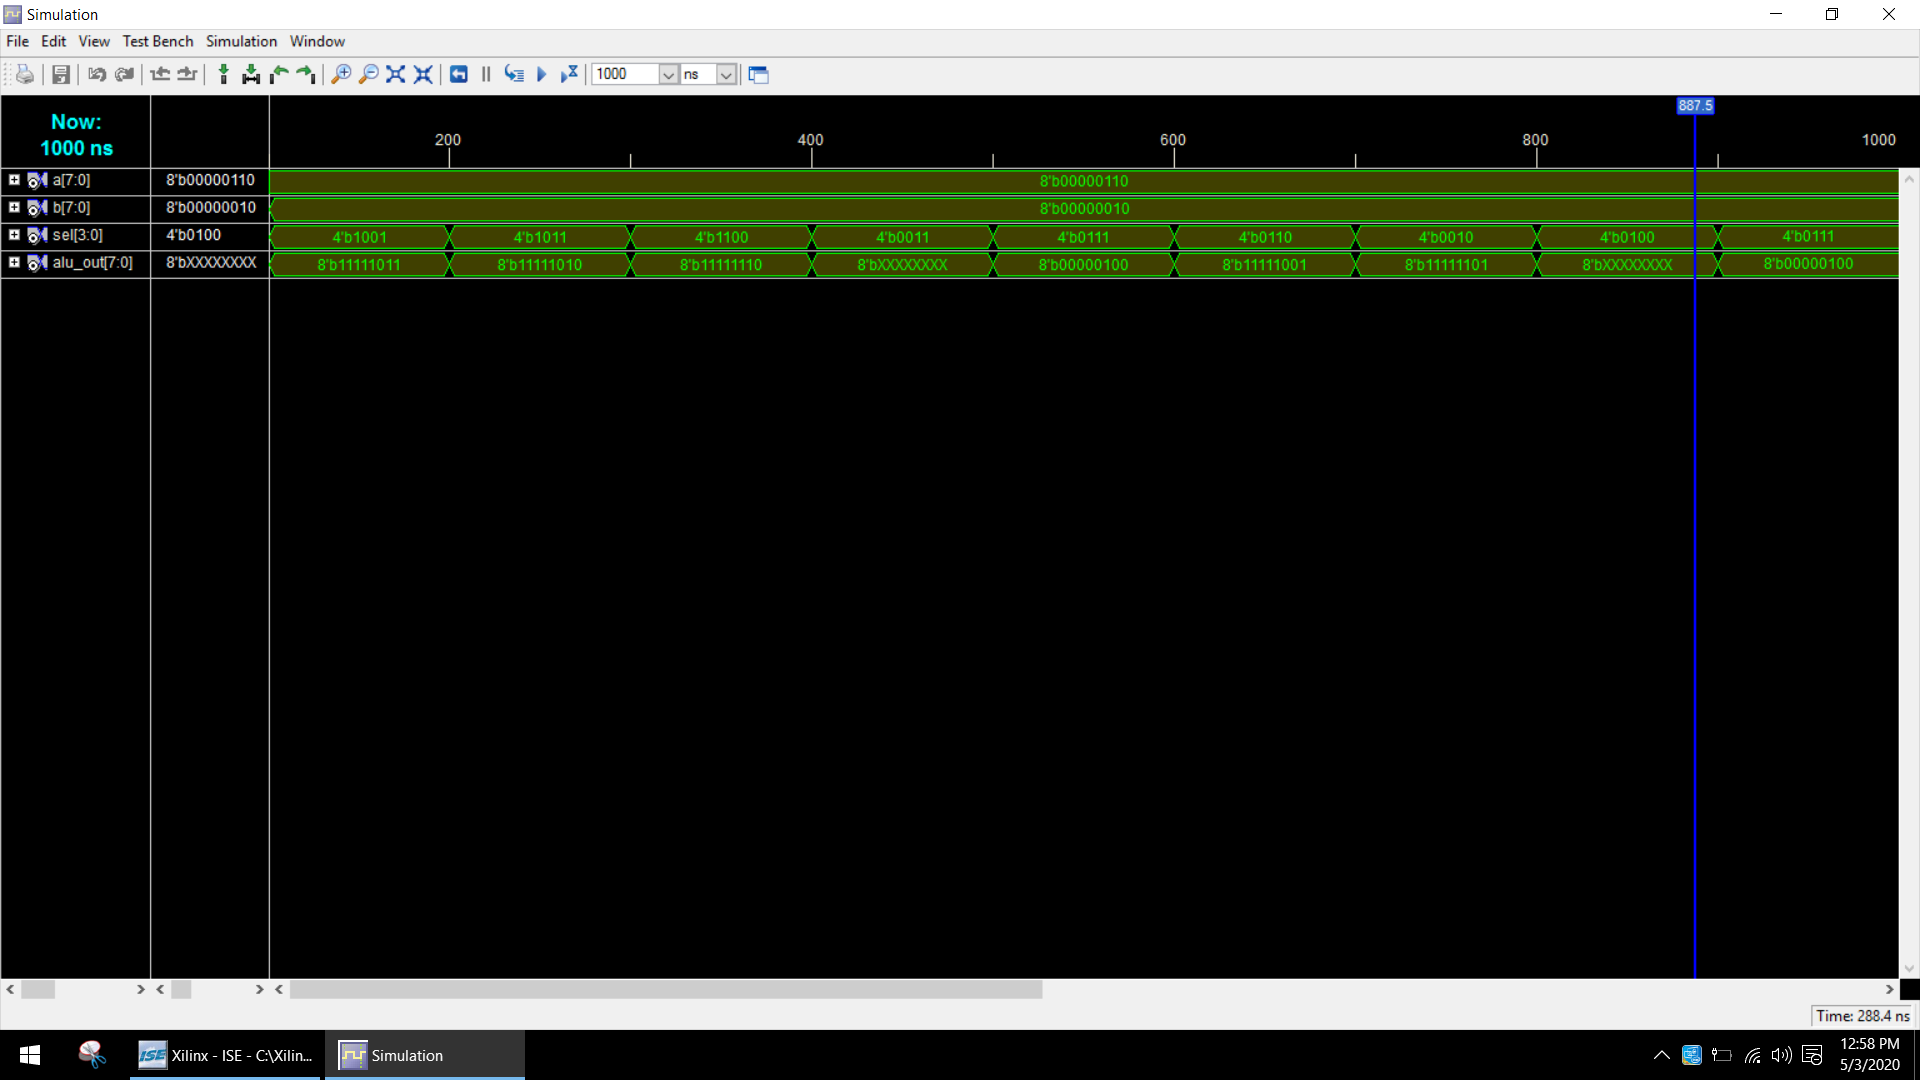 Simulation
File Edit View Test Bench Simulation Window
1000 ns
887.5
Now:
1000 ns
200 400 600 800 1000
a[7:0] 8'b00000110 8'b00000110
b[7:0] 8'b00000010 8'b00000010
sel[3:0] 4'b0100 4'b1001 4'b1011 4'b1100 4'b0011 4'b0111 4'b0110 4'b0010 4'b0100 4'b0111
alu_out[7:0] 8'bXXXXXXXX 8'b11111011 8'b11111010 8'b11111110 8'bXXXXXXXX 8'b00000100 8'b11111001 8'b11111101 8'bXXXXXXXX 8'b00000100
Time: 288.4 ns
ISE Xilinx - ISE - C:\Xilin... Simulation
12:58 PM
5/3/2020